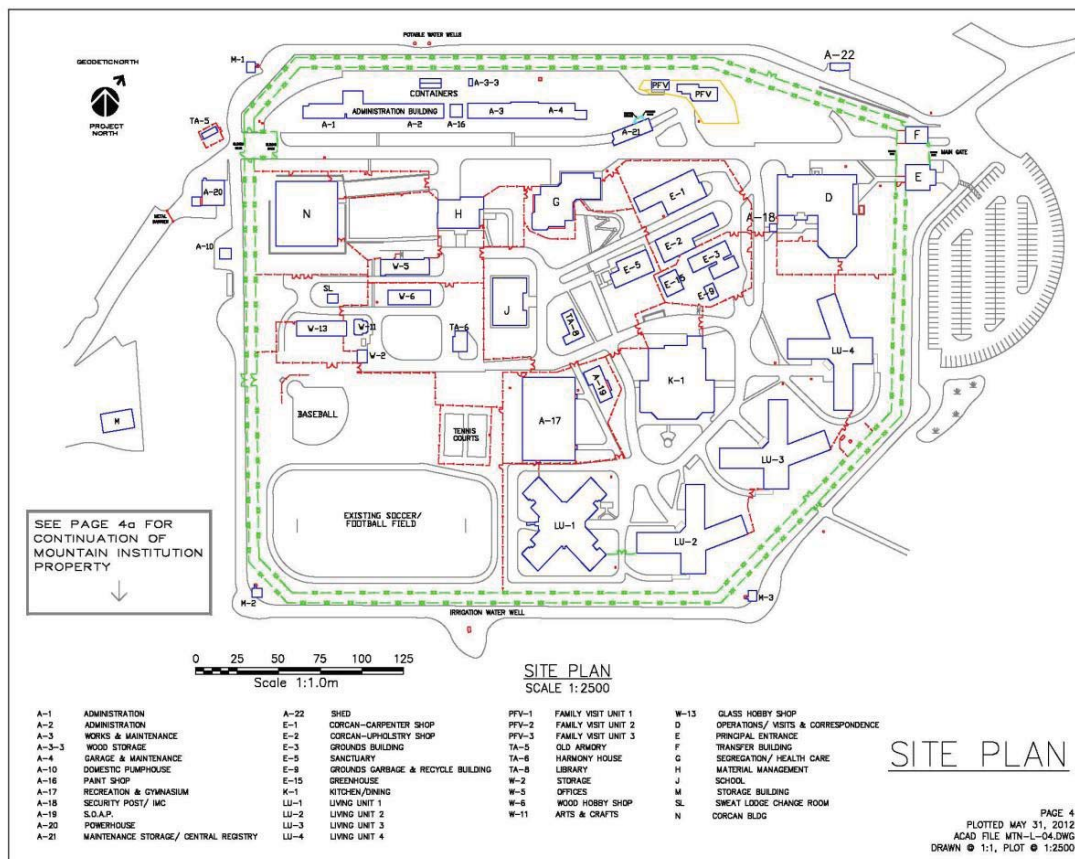 POTABLE WATER WELLS
M-1
A-22
GEODETIC NORTH
PROJECT
NORTH
CONTAINERS
A-3-3
PFV
PFV
ADMINISTRATION BUILDING
A-1
A-2
A-16
A-3
A-4
A-21
TA-5
F
MAIN GATE
E
A-20
N
H
G
E-1
D
A-18
METAL
BARRIER
A-10
E-2
E-3
E-5
E-15
E-9
W-5
SL
W-6
J
TA-8
W-13
W-11
TA-6
W-2
LU-4
K-1
A-19
M
BASEBALL
TENNIS
COURTS
A-17
LU-3
EXISTING SOCCER/
FOOTBALL FIELD
LU-1
LU-2
SEE PAGE 4a FOR
CONTINUATION OF
MOUNTAIN INSTITUTION
PROPERTY
M-2
IRRIGATION WATER WELL
M-3
0 25 50 75 100 125
Scale 1:1.0m
SITE PLAN
SCALE 1:2500
A-1 ADMINISTRATION
A-2 ADMINISTRATION
A-3 WORKS & MAINTENANCE
A-3-3 WOOD STORAGE
A-4 GARAGE & MAINTENANCE
A-10 DOMESTIC PUMPHOUSE
A-16 PAINT SHOP
A-17 RECREATION & GYMNASIUM
A-18 SECURITY POST/ IMC
A-19 S.O.A.P.
A-20 POWERHOUSE
A-21 MAINTENANCE STORAGE/ CENTRAL REGISTRY
A-22 SHED
E-1 CORCAN-CARPENTER SHOP
E-2 CORCAN-UPHOLSTRY SHOP
E-3 GROUNDS BUILDING
E-5 SANCTUARY
E-9 GROUNDS GARBAGE & RECYCLE BUILDING
E-15 GREENHOUSE
K-1 KITCHEN/DINING
LU-1 LIVING UNIT 1
LU-2 LIVING UNIT 2
LU-3 LIVING UNIT 3
LU-4 LIVING UNIT 4
PFV-1 FAMILY VISIT UNIT 1
PFV-2 FAMILY VISIT UNIT 2
PFV-3 FAMILY VISIT UNIT 3
TA-5 OLD ARMORY
TA-6 HARMONY HOUSE
TA-8 LIBRARY
W-2 STORAGE
W-5 OFFICES
W-6 WOOD HOBBY SHOP
W-11 ARTS & CRAFTS
W-13 GLASS HOBBY SHOP
D OPERATIONS/ VISITS & CORRESPONDENCE
E PRINCIPAL ENTRANCE
F TRANSFER BUILDING
G SEGREGATION/ HEALTH CARE
H MATERIAL MANAGEMENT
J SCHOOL
M STORAGE BUILDING
SL SWEAT LODGE CHANGE ROOM
N CORCAN BLDG
SITE PLAN
PAGE 4
PLOTTED MAY 31, 2012
ACAD FILE MTN-L-04.DWG
DRAWN @ 1:1, PLOT @ 1:2500